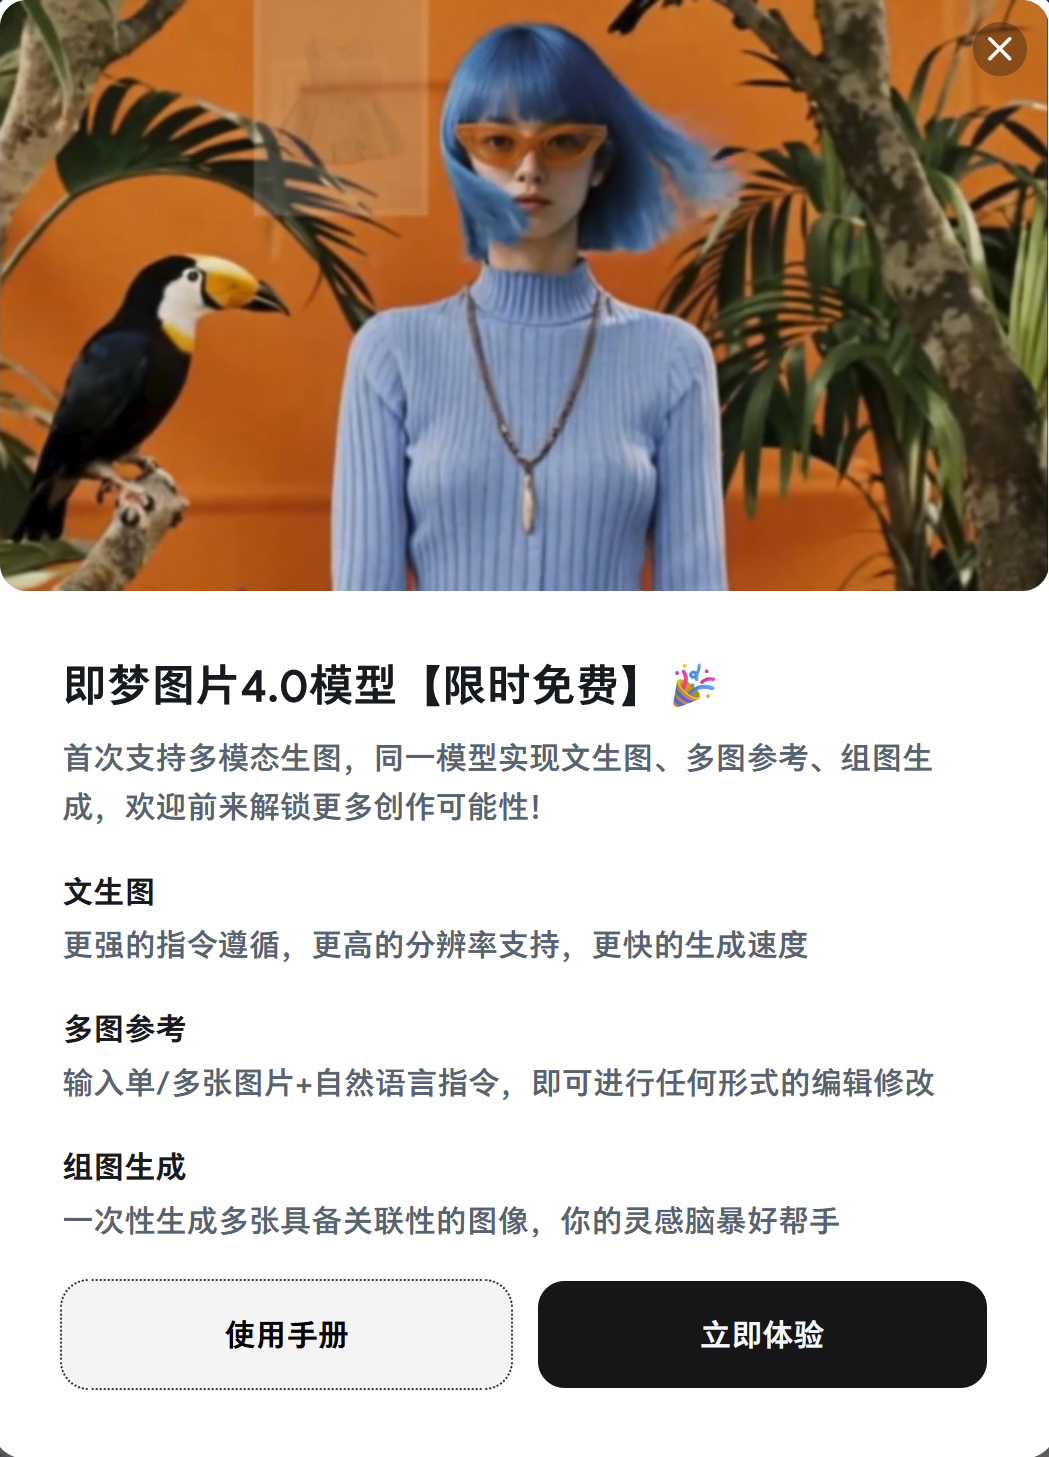 即梦图片4.0模型【限时免费】🎉
首次支持多模态生图，同一模型实现文生图、多图参考、组图生
成，欢迎前来解锁更多创作可能性！
文生图
更强的指令遵循，更高的分辨率支持，更快的生成速度
多图参考
输入单/多张图片+自然语言指令，即可进行任何形式的编辑修改
组图生成
一次性生成多张具备关联性的图像，你的灵感脑暴好帮手
使用手册
立即体验